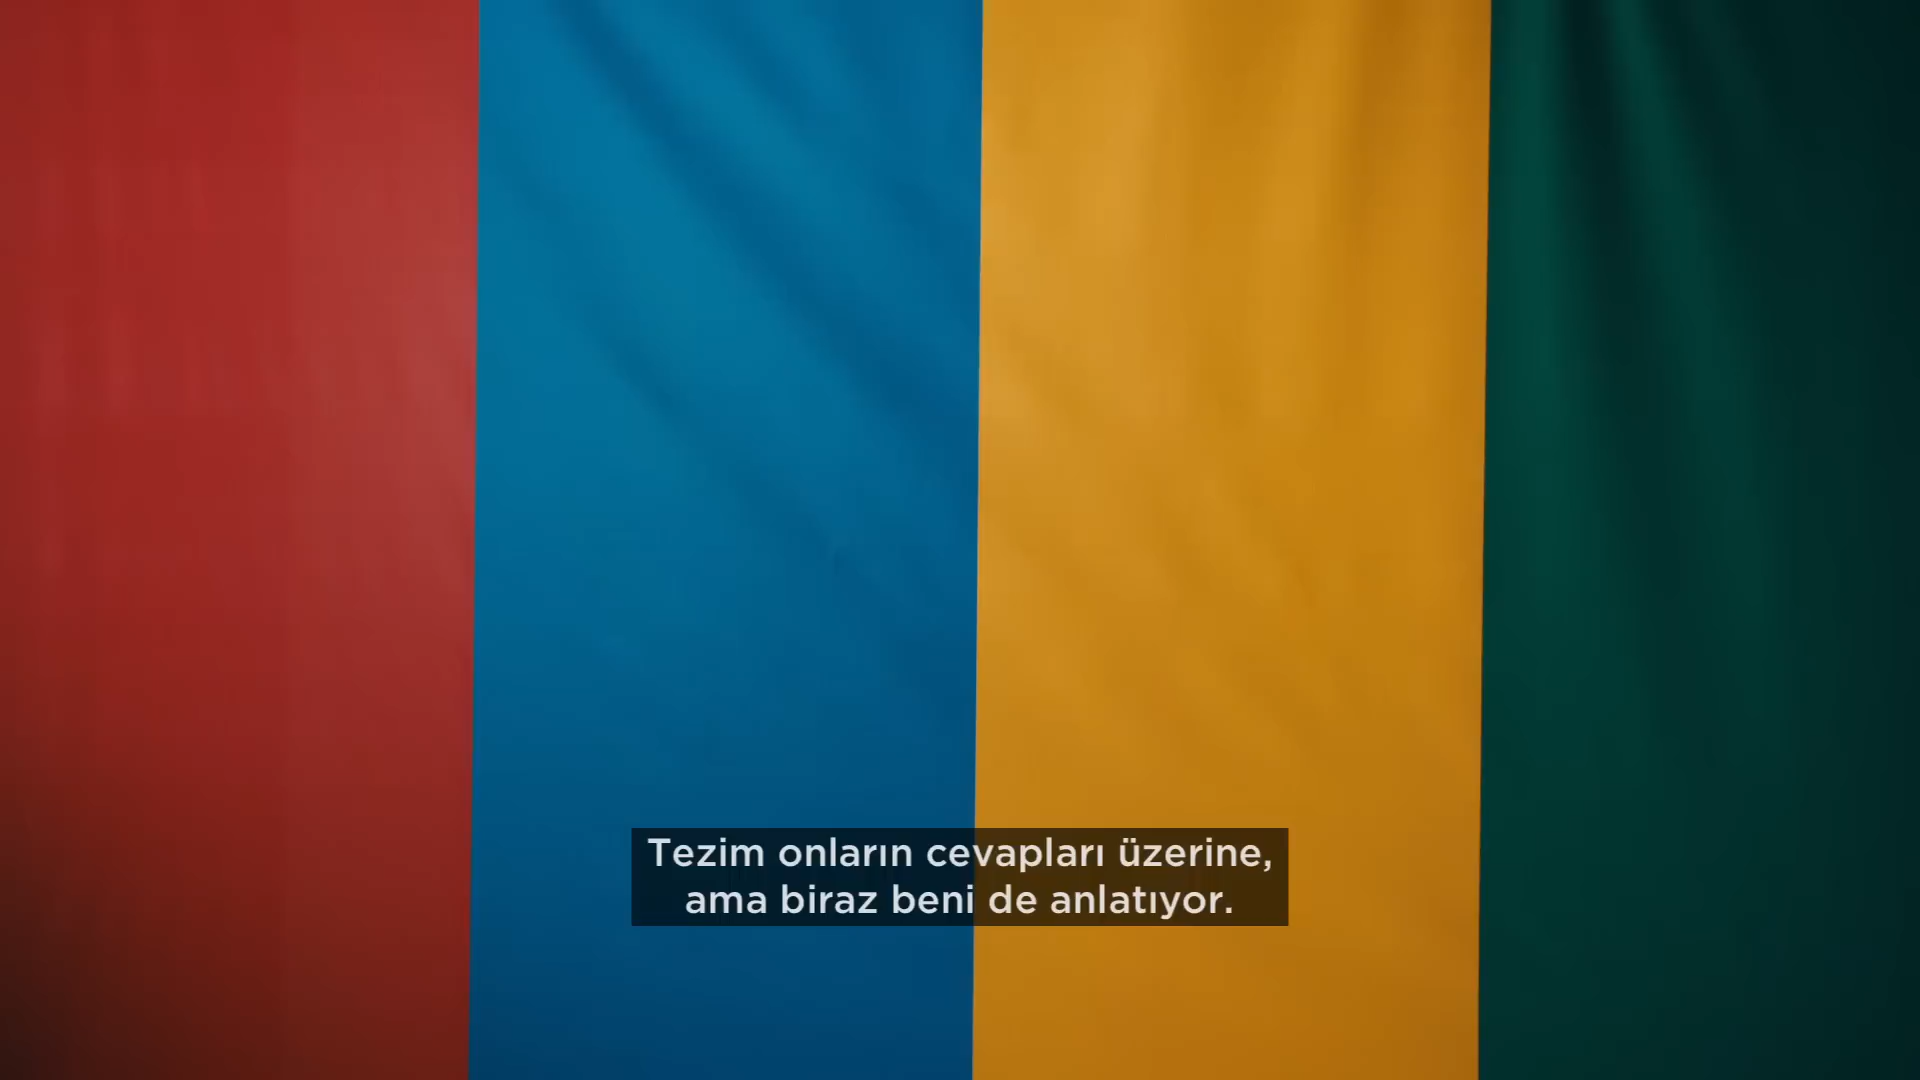 Tezim onların cevapları üzerine,
ama biraz beni de anlatıyor.